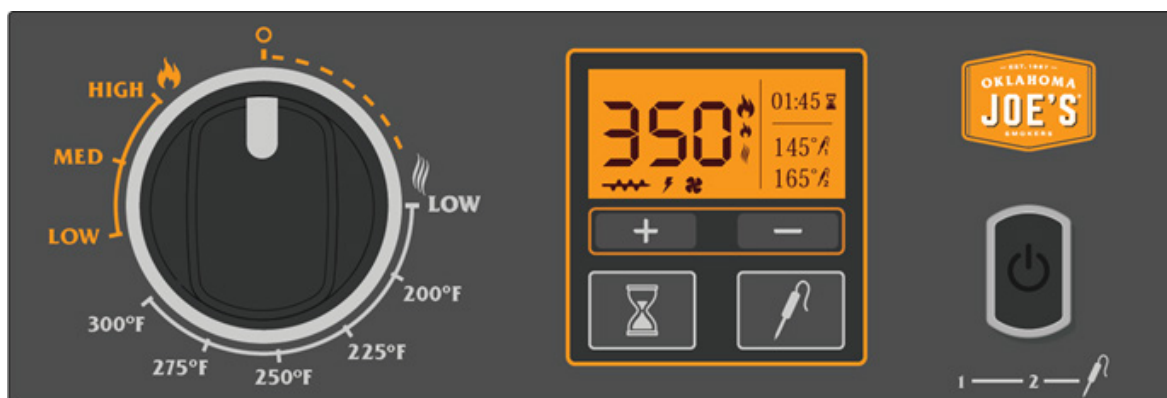 HIGH
MED
LOW
LOW
200°F
225°F
250°F
275°F
300°F
350
01:45
145°
165°
+
−
EST. 1987
OKLAHOMA
JOE'S®
SMOKERS
1 2